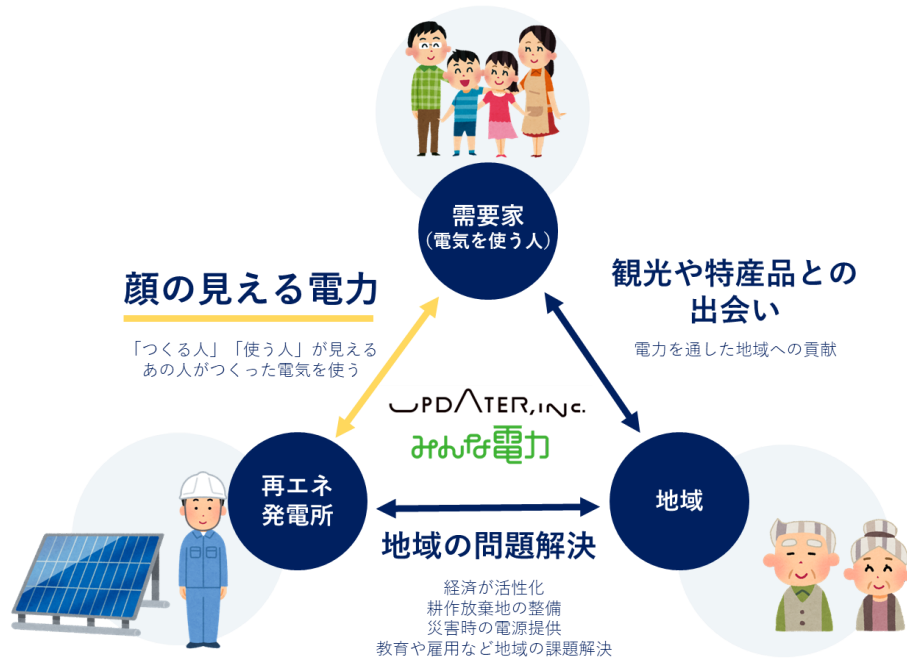 需要家
(電気を使う人)
顔の見える電力
「つくる人」「使う人」が見える
あの人がつくった電気を使う
観光や特産品との
出会い
電力を通した地域への貢献
UPDATER, INC.
みんな電力
再エネ
発電所
地域
地域の問題解決
経済が活性化
耕作放棄地の整備
災害時の電源提供
教育や雇用など地域の課題解決